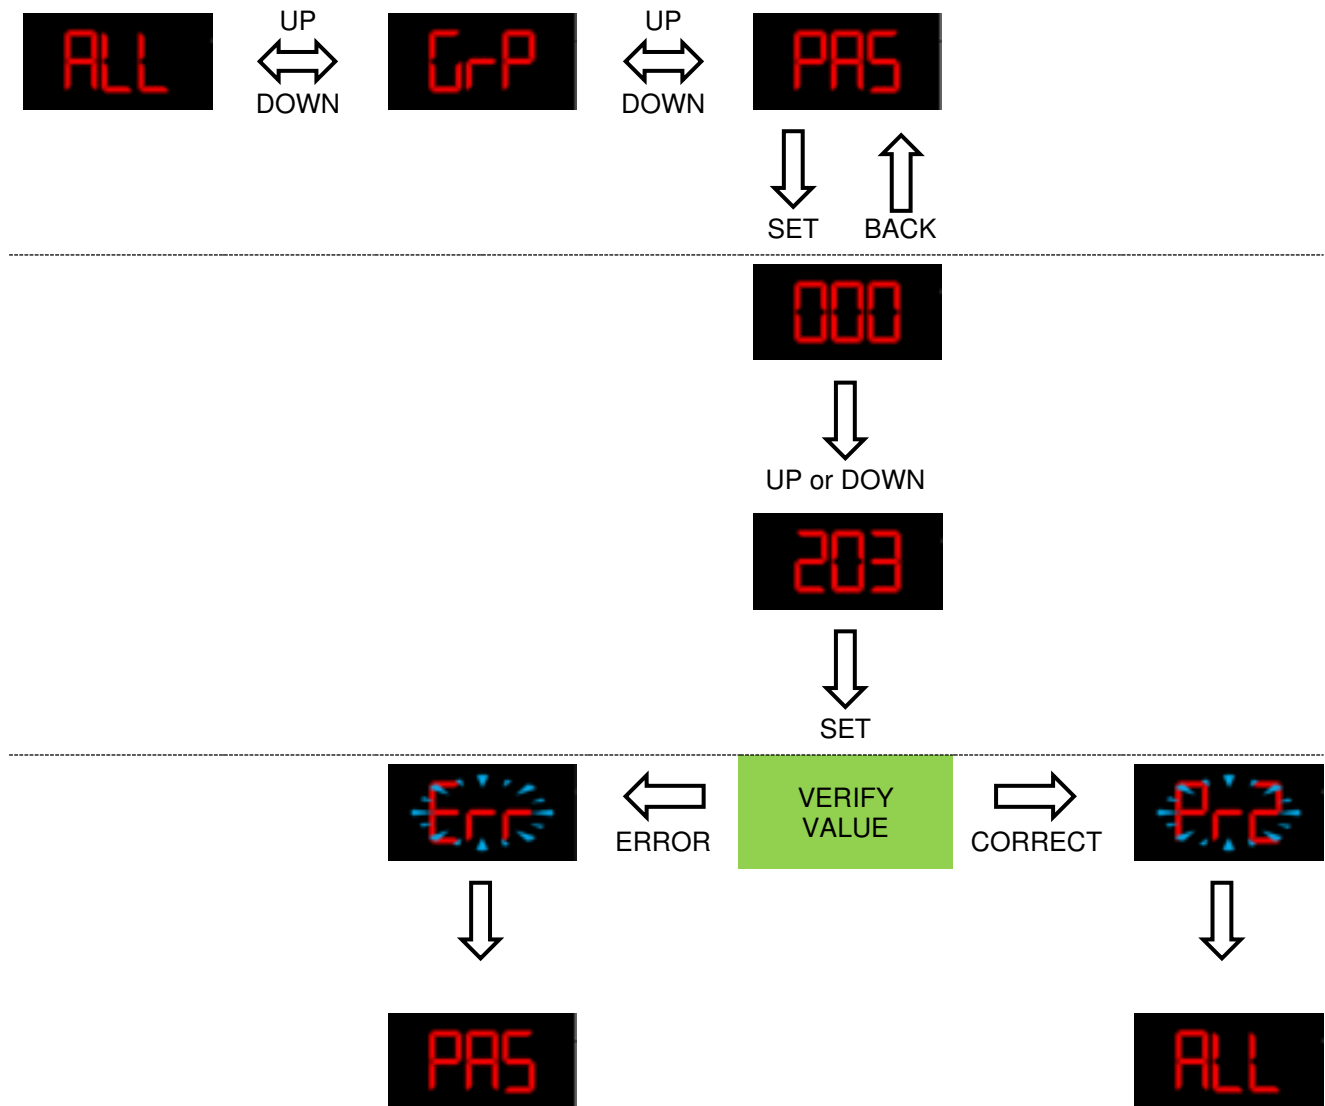 UP
UP
ALL
GrP
PAS
DOWN
DOWN
SET
BACK
000
UP or DOWN
203
SET
Err
ERROR
VERIFY
VALUE
CORRECT
Pr2
PAS
ALL